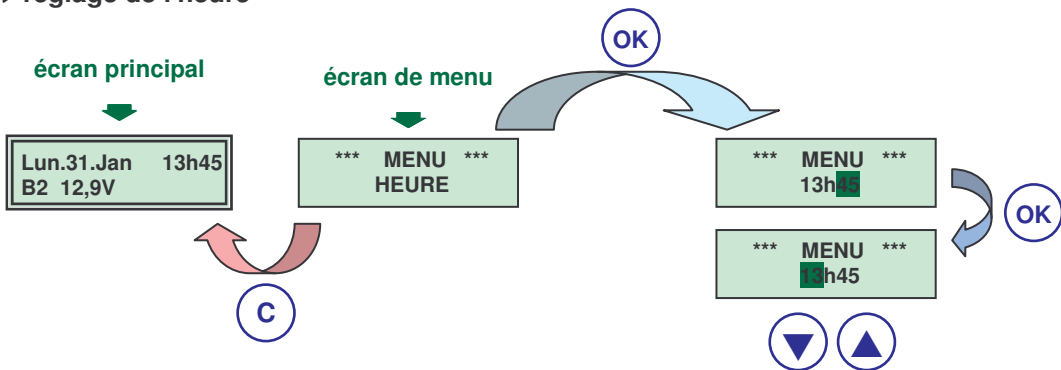 réglage de l'heure
OK
écran principal
écran de menu
Lun.31.Jan 13h45
B2 12,9V
*** MENU ***
HEURE
*** MENU ***
13h45
OK
*** MENU ***
13h45
C